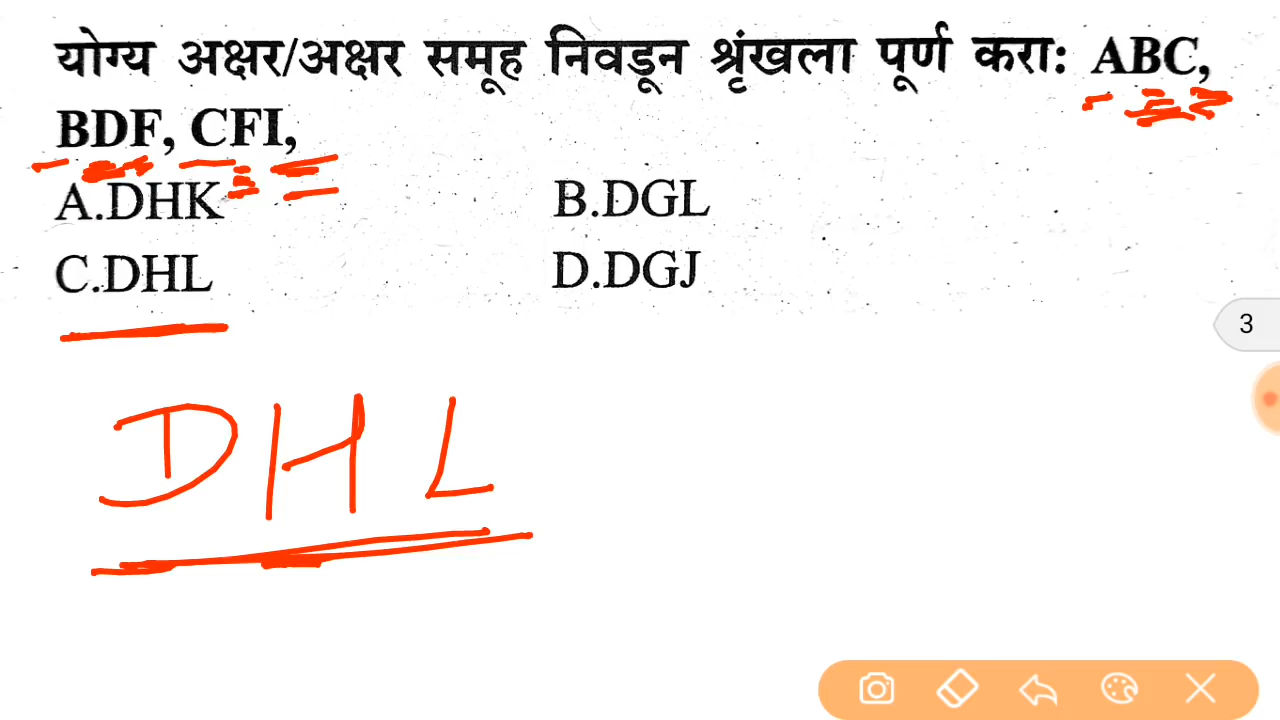 योग्य अक्षर/अक्षर समूह निवडून श्रृंखला पूर्ण करा: ABC,
BDF, CFI,
A.DHK B.DGL
C.DHL D.DGJ
3
DHL